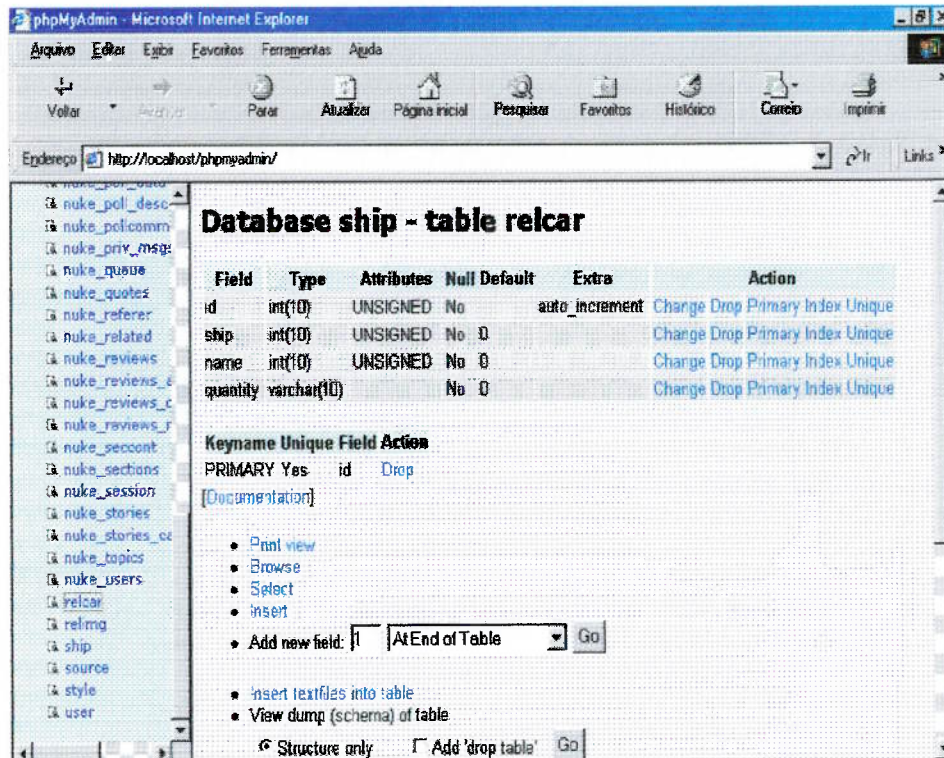 phpMyAdmin - Microsoft Internet Explorer
Arquivo Editar Exibir Favoritos Ferramentas Ajuda
Voltar Parar Atualizar Página inicial Pesquisar Favoritos Histórico Correio Imprimir
Endereço http://localhost/phpmyadmin/ Ir Links
nuke_poll_data
nuke_poll_desc
nuke_pollcomm
nuke_priv_msgs
nuke_queue
nuke_quotes
nuke_referer
nuke_related
nuke_reviews
nuke_reviews_a
nuke_reviews_c
nuke_reviews_r
nuke_seccont
nuke_sections
nuke_session
nuke_stories
nuke_stories_ca
nuke_topics
nuke_users
relcar
relimg
ship
source
style
user
Database ship - table relcar
Field Type Attributes Null Default Extra Action
id int(10) UNSIGNED No auto_increment Change Drop Primary Index Unique
ship int(10) UNSIGNED No 0 Change Drop Primary Index Unique
name int(10) UNSIGNED No 0 Change Drop Primary Index Unique
quantity varchar(10) No 0 Change Drop Primary Index Unique
Keyname Unique Field Action
PRIMARY Yes id Drop
[Documentation]
Print view
Browse
Select
Insert
Add new field: 1 At End of Table Go
Insert textfiles into table
View dump (schema) of table
Structure only Add 'drop table' Go